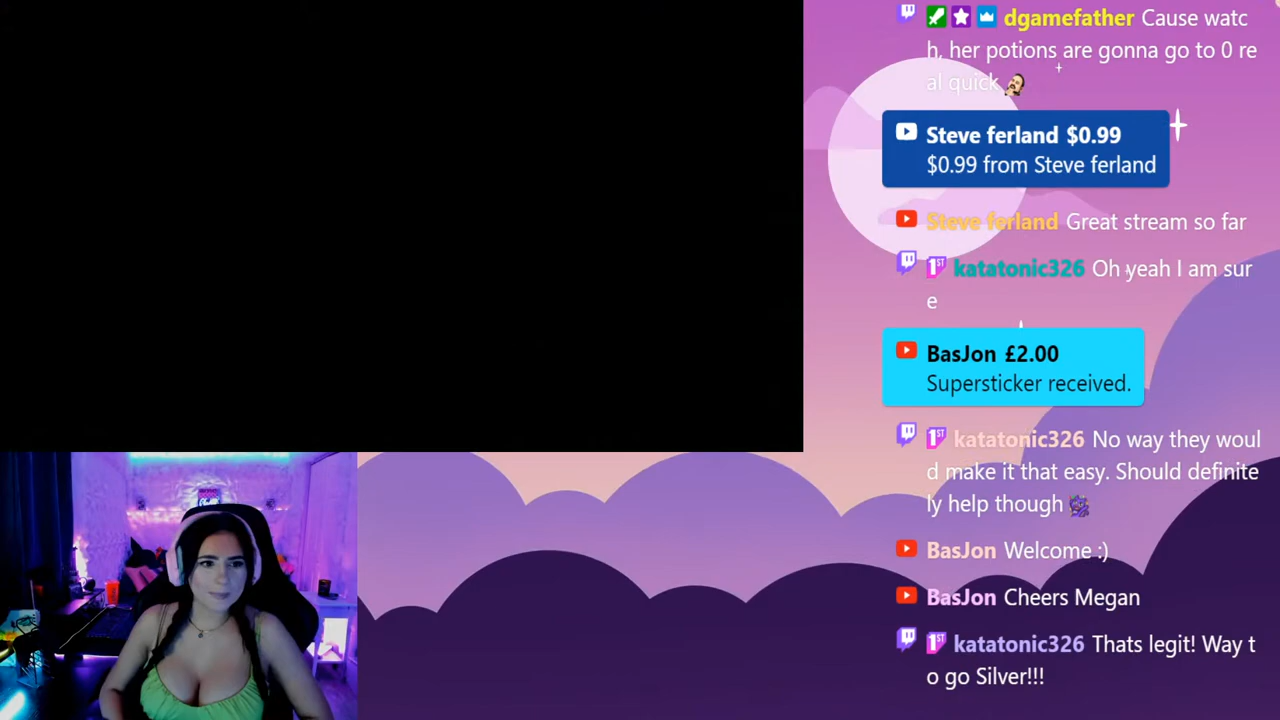 dgamefather Cause watc
h, her potions are gonna go to 0 re
al quick
Steve ferland $0.99
$0.99 from Steve ferland
Steve ferland Great stream so far
1ST katatonic326 Oh yeah I am sur
e
BasJon £2.00
Supersticker received.
1ST katatonic326 No way they woul
d make it that easy. Should definite
ly help though
BasJon Welcome :)
BasJon Cheers Megan
1ST katatonic326 Thats legit! Way t
o go Silver!!!